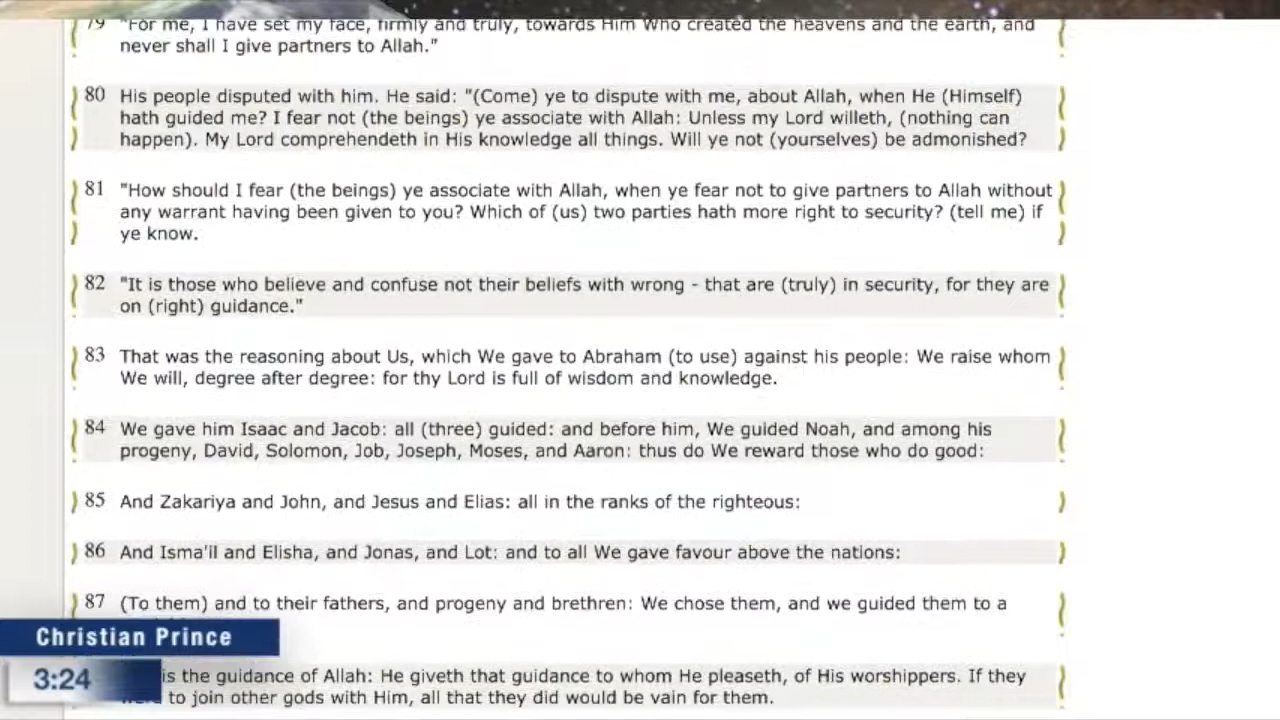 79 "For me, I have set my face, firmly and truly, towards Him Who created the heavens and the earth, and
never shall I give partners to Allah."
80 His people disputed with him. He said: "(Come) ye to dispute with me, about Allah, when He (Himself)
hath guided me? I fear not (the beings) ye associate with Allah: Unless my Lord willeth, (nothing can
happen). My Lord comprehendeth in His knowledge all things. Will ye not (yourselves) be admonished?
81 "How should I fear (the beings) ye associate with Allah, when ye fear not to give partners to Allah without
any warrant having been given to you? Which of (us) two parties hath more right to security? (tell me) if
ye know.
82 "It is those who believe and confuse not their beliefs with wrong - that are (truly) in security, for they are
on (right) guidance."
83 That was the reasoning about Us, which We gave to Abraham (to use) against his people: We raise whom
We will, degree after degree: for thy Lord is full of wisdom and knowledge.
84 We gave him Isaac and Jacob: all (three) guided: and before him, We guided Noah, and among his
progeny, David, Solomon, Job, Joseph, Moses, and Aaron: thus do We reward those who do good:
85 And Zakariya and John, and Jesus and Elias: all in the ranks of the righteous:
86 And Isma'il and Elisha, and Jonas, and Lot: and to all We gave favour above the nations:
87 (To them) and to their fathers, and progeny and brethren: We chose them, and we guided them to a
Christian Prince
3:24
is the guidance of Allah: He giveth that guidance to whom He pleaseth, of His worshippers. If they
to join other gods with Him, all that they did would be vain for them.